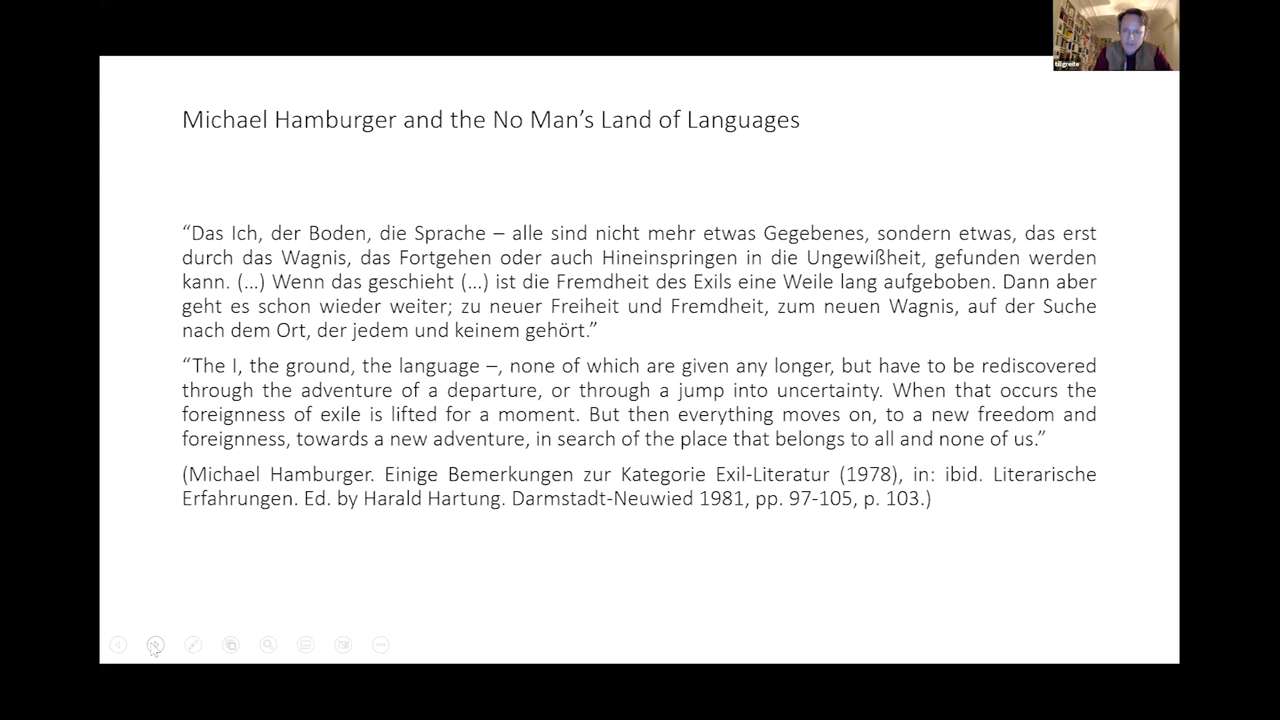 tillgreite
Michael Hamburger and the No Man’s Land of Languages
“Das Ich, der Boden, die Sprache – alle sind nicht mehr etwas Gegebenes, sondern etwas, das erst
durch das Wagnis, das Fortgehen oder auch Hineinspringen in die Ungewißheit, gefunden werden
kann. (…) Wenn das geschieht (…) ist die Fremdheit des Exils eine Weile lang aufgeboben. Dann aber
geht es schon wieder weiter; zu neuer Freiheit und Fremdheit, zum neuen Wagnis, auf der Suche
nach dem Ort, der jedem und keinem gehört.”
“The I, the ground, the language –, none of which are given any longer, but have to be rediscovered
through the adventure of a departure, or through a jump into uncertainty. When that occurs the
foreignness of exile is lifted for a moment. But then everything moves on, to a new freedom and
foreignness, towards a new adventure, in search of the place that belongs to all and none of us.”
(Michael Hamburger. Einige Bemerkungen zur Kategorie Exil-Literatur (1978), in: ibid. Literarische
Erfahrungen. Ed. by Harald Hartung. Darmstadt-Neuwied 1981, pp. 97-105, p. 103.)